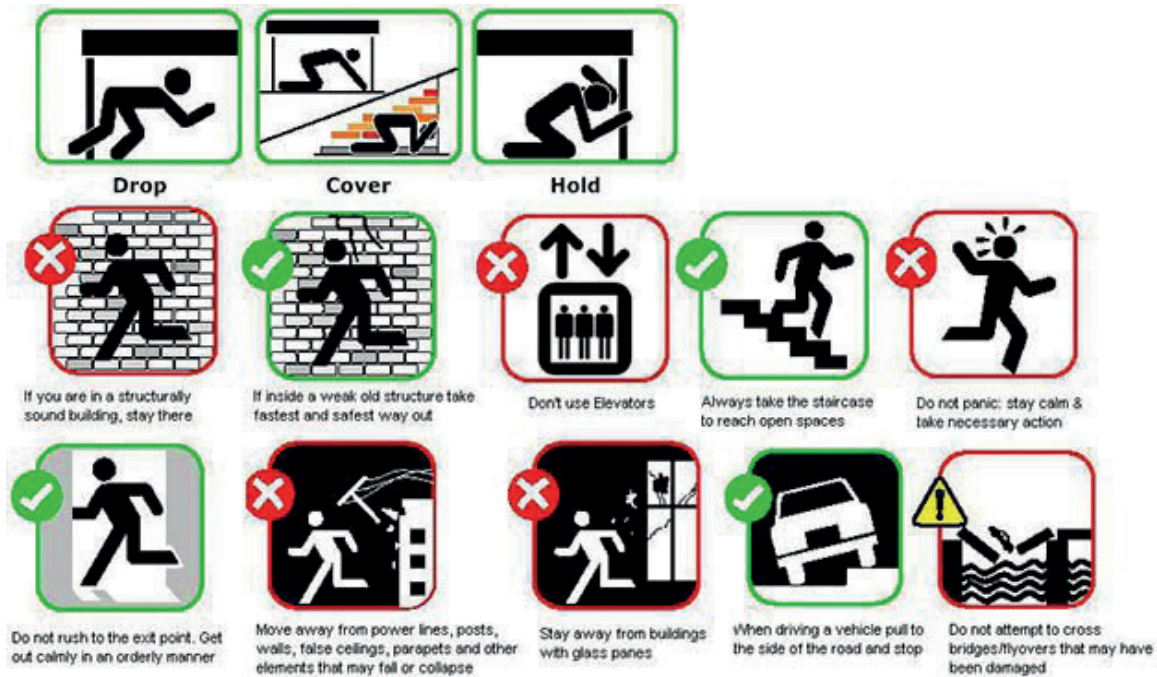 Drop
Cover
Hold
If you are in a structurally
sound building, stay there
If inside a weak old structure take
fastest and safest way out
Don't use Elevators
Always take the staircase
to reach open spaces
Do not panic: stay calm &
take necessary action
Do not rush to the exit point. Get
out calmly in an orderly manner
Move away from power lines, posts,
walls, false ceilings, parapets and other
elements that may fall or collapse
Stay away from buildings
with glass panes
When driving a vehicle pull to
the side of the road and stop
Do not attempt to cross
bridges/flyovers that may have
been damaged